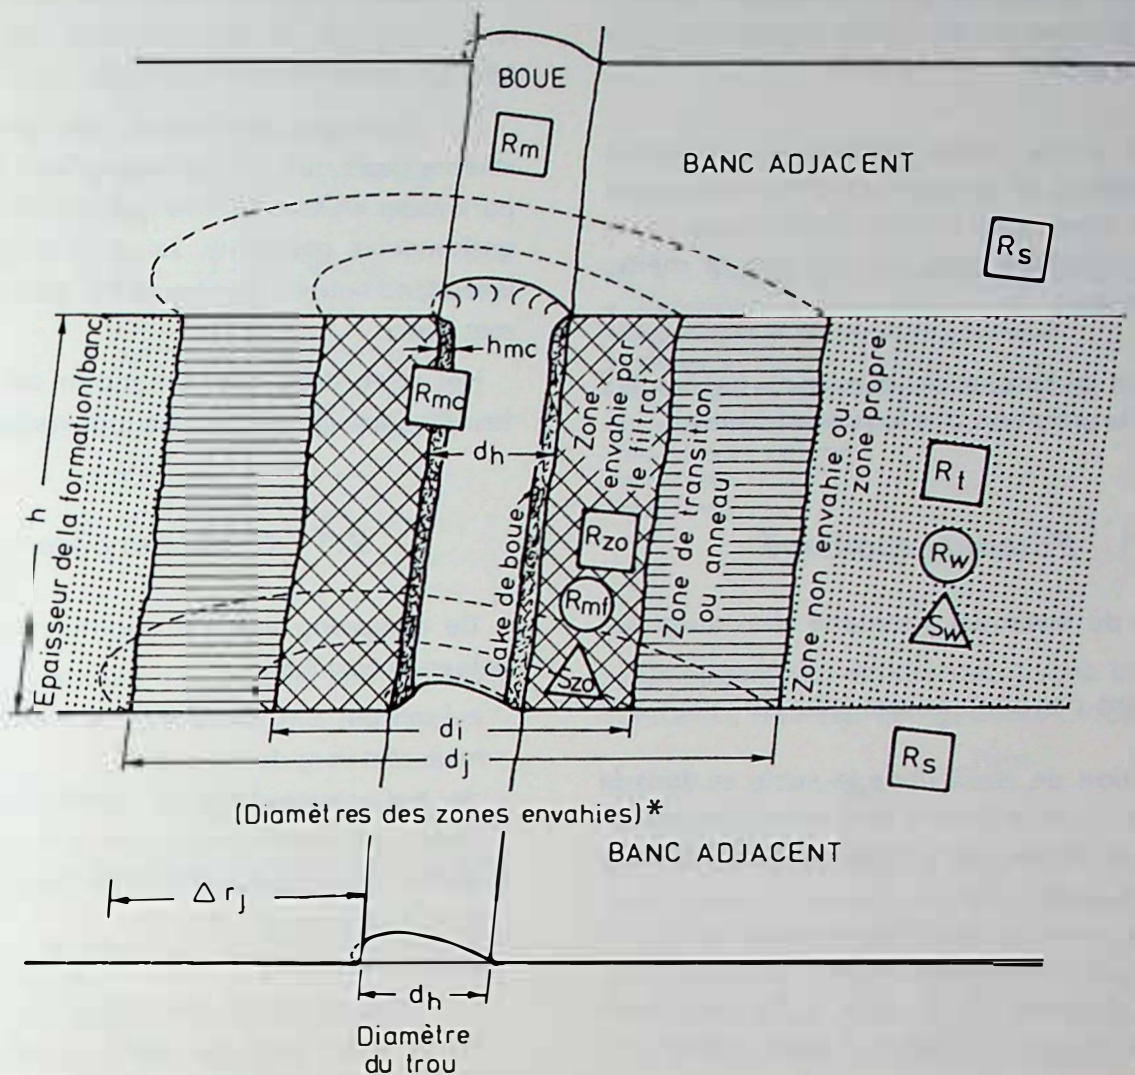 BOUE
Rm
BANC ADJACENT
Rs
h
Epaisseur de la formation(banc
hmc
Rmc
dh
Cake de boue
Zone
envahie par
le filtrat
Rzo
Rmf
Szo
Zone de transition
ou anneau
Zone non envahie ou
zone propre
Rt
Rw
Sw
di
dj
Rs
(Diamètres des zones envahies)*
BANC ADJACENT
Δrj
dh
Diamètre
du trou